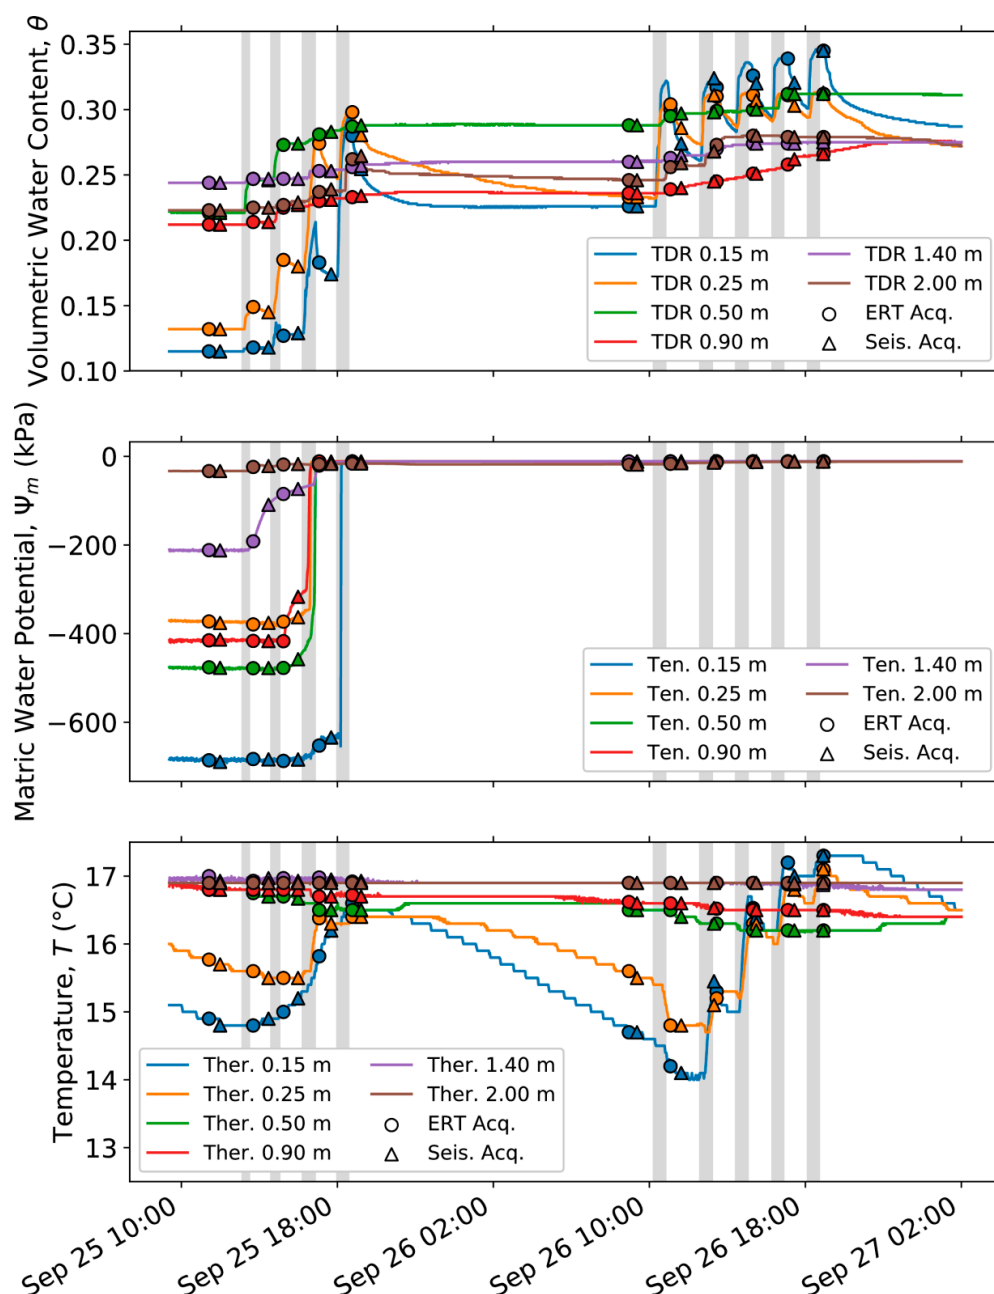 Volumetric Water Content, θ
0.35
0.30
0.25
0.20
0.15
0.10
TDR 0.15 m
TDR 0.25 m
TDR 0.50 m
TDR 0.90 m
TDR 1.40 m
TDR 2.00 m
ERT Acq.
Seis. Acq.
Matric Water Potential, Ψm (kPa)
0
−200
−400
−600
Ten. 0.15 m
Ten. 0.25 m
Ten. 0.50 m
Ten. 0.90 m
Ten. 1.40 m
Ten. 2.00 m
ERT Acq.
Seis. Acq.
Temperature, T (°C)
17
16
15
14
13
Ther. 0.15 m
Ther. 0.25 m
Ther. 0.50 m
Ther. 0.90 m
Ther. 1.40 m
Ther. 2.00 m
ERT Acq.
Seis. Acq.
Sep 25 10:00
Sep 25 18:00
Sep 26 02:00
Sep 26 10:00
Sep 26 18:00
Sep 27 02:00